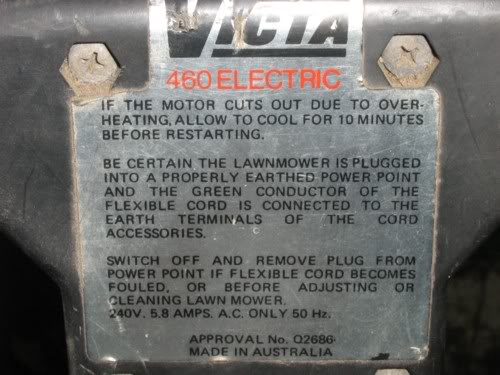 VICTA
460 ELECTRIC
IF THE MOTOR CUTS OUT DUE TO OVER-
HEATING, ALLOW TO COOL FOR 10 MINUTES
BEFORE RESTARTING.
BE CERTAIN THE LAWNMOWER IS PLUGGED
INTO A PROPERLY EARTHED POWER POINT
AND THE GREEN CONDUCTOR OF THE
FLEXIBLE CORD IS CONNECTED TO THE
EARTH TERMINALS OF THE CORD
ACCESSORIES.
SWITCH OFF AND REMOVE PLUG FROM
POWER POINT IF FLEXIBLE CORD BECOMES
FOULED, OR BEFORE ADJUSTING OR
CLEANING LAWN MOWER.
240V. 5.8 AMPS. A.C. ONLY 50 Hz.
APPROVAL No. Q2686
MADE IN AUSTRALIA